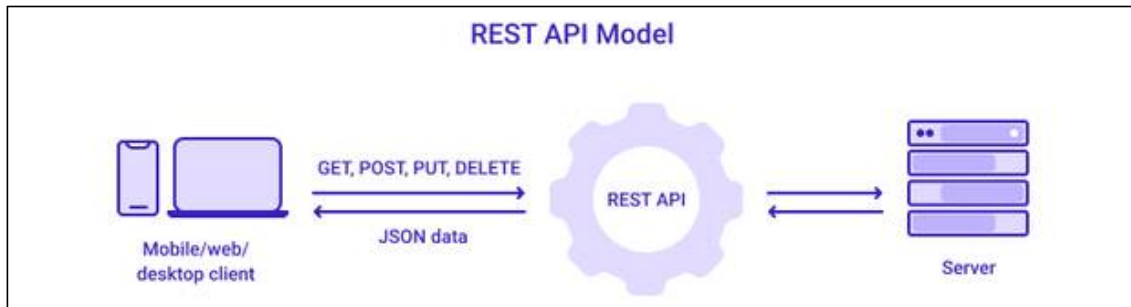 REST API Model
GET, POST, PUT, DELETE
REST API
JSON data
Mobile/web/
desktop client
Server